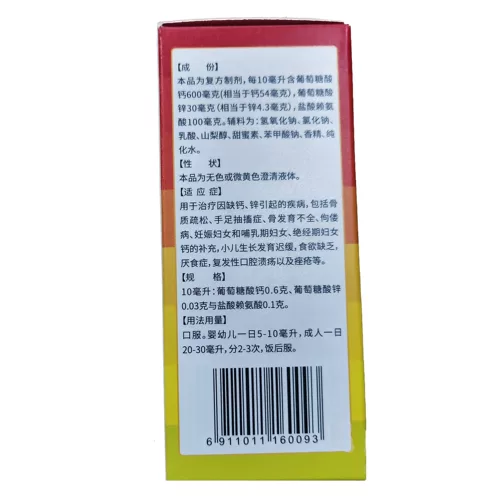 【成 份】
本品为复方制剂，每10毫升含葡萄糖酸
钙600毫克(相当于钙54毫克)，葡萄糖酸
锌30毫克（相当于锌4.3毫克），盐酸赖氨
酸100毫克。辅料为：氢氧化钠、氯化钠、
乳酸、山梨醇、甜蜜素、苯甲酸钠、香精、纯
化水。
【性 状】
本品为无色或微黄色澄清液体。
【适 应 症】
用于治疗因缺钙、锌引起的疾病，包括骨
质疏松、手足抽搐症、骨发育不全、佝偻
病、妊娠妇女和哺乳期妇女、绝经期妇女
钙的补充，小儿生长发育迟缓，食欲缺乏，
厌食症，复发性口腔溃疡以及痤疮等。
【规 格】
10毫升：葡萄糖酸钙0.6克、葡萄糖酸锌
0.03克与盐酸赖氨酸0.1克。
【用法用量】
口服。婴幼儿一日5-10毫升，成人一日
20-30毫升，分2-3次，饭后服。
6 911011 160093